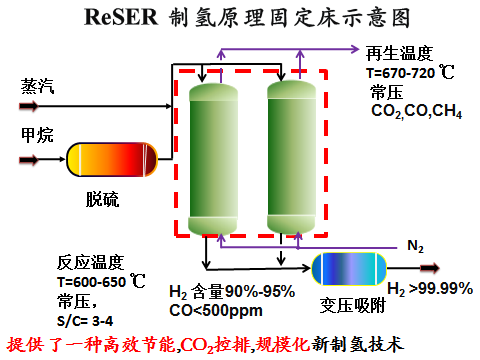 ReSER 制氢原理固定床示意图
再生温度
T=670-720 ℃
常压
CO₂,CO,CH₄
蒸汽
甲烷
脱硫
N₂
反应温度
T=600-650 ℃
常压，
S/C= 3-4
H₂ 含量90%-95%
CO<500ppm
变压吸附
H₂ >99.99%
提供了一种高效节能,CO₂控排,规模化新制氢技术